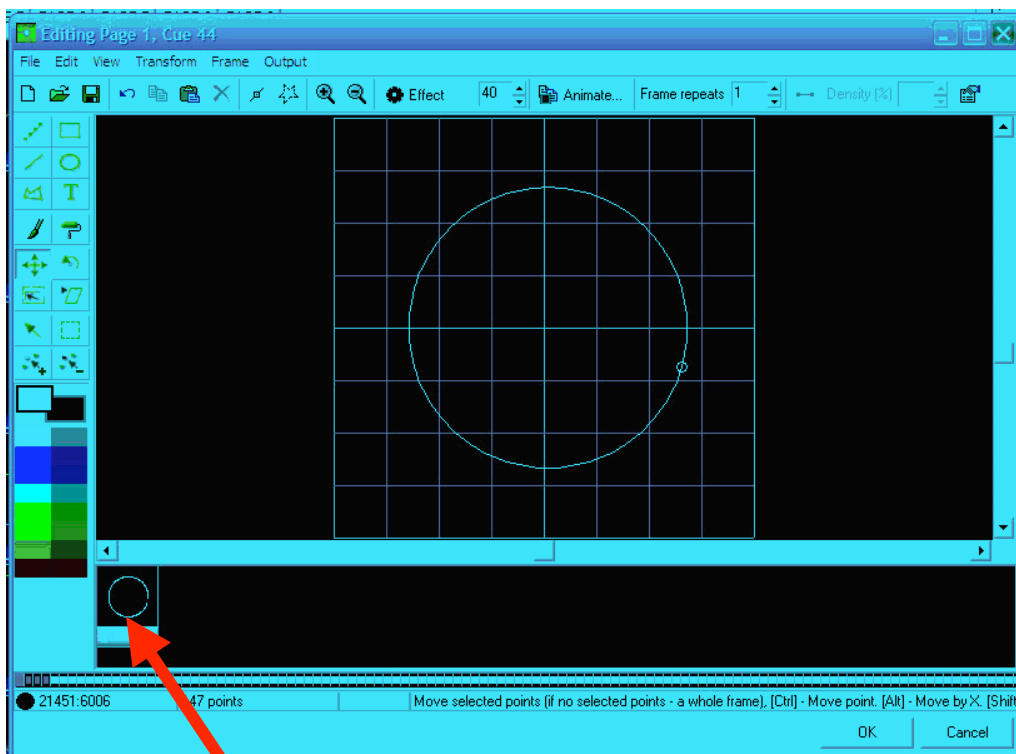 Editing Page 1, Cue 44
File Edit View Transform Frame Output
Effect 40 Animate... Frame repeats 1 Density (%)
T
21451:6006 47 points Move selected points (if no selected points - a whole frame), [Ctrl] - Move point. [Alt] - Move by X. [Shift
OK Cancel